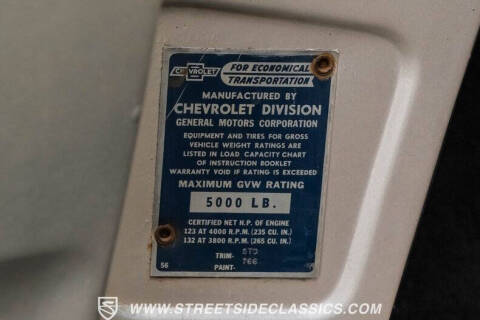 CHEVROLET
FOR ECONOMICAL
TRANSPORTATION
MANUFACTURED BY
CHEVROLET DIVISION
GENERAL MOTORS CORPORATION
EQUIPMENT AND TIRES FOR GROSS
VEHICLE WEIGHT RATINGS ARE
LISTED IN LOAD CAPACITY CHART
OF INSTRUCTION BOOKLET
WARRANTY VOID IF RATING IS EXCEEDED
MAXIMUM GVW RATING
5000 LB.
CERTIFIED NET H.P. OF ENGINE
123 AT 4000 R.P.M. (235 CU. IN.)
132 AT 3800 R.P.M. (265 CU. IN.)
TRIM- STD
56 PAINT- 766
WWW.STREETSIDECLASSICS.COM